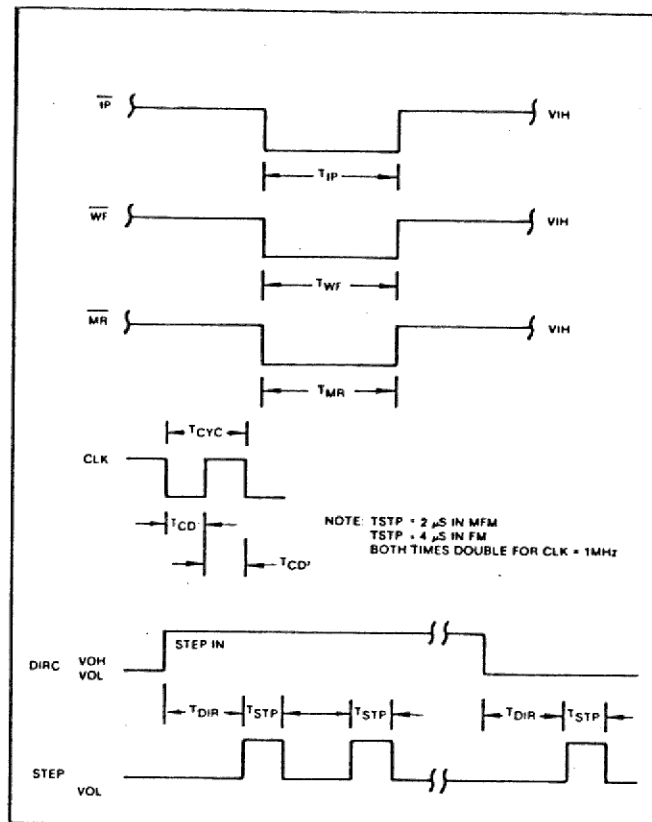 IP VIH
TIP
WF VIH
TWF
MR VIH
TMR
TCYC
CLK
TCD
NOTE: TSTP = 2 µS IN MFM
TSTP = 4 µS IN FM
BOTH TIMES DOUBLE FOR CLK = 1MHz
TCD'
STEP IN
DIRC VOH
VOL
TDIR TSTP TSTP TDIR TSTP
STEP
VOL